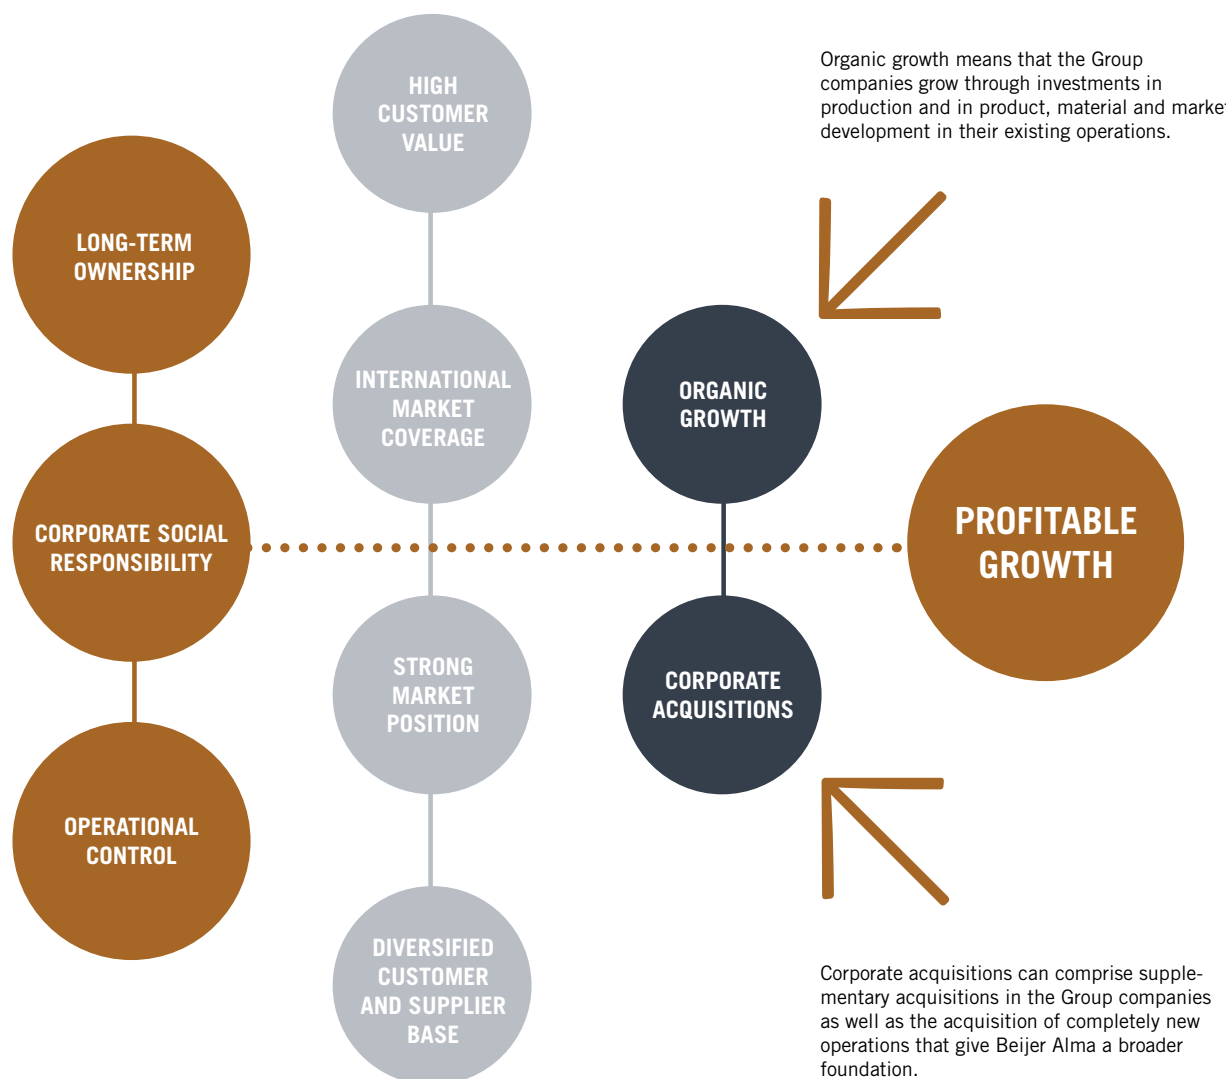 LONG-TERM
OWNERSHIP
CORPORATE SOCIAL
RESPONSIBILITY
OPERATIONAL
CONTROL
HIGH
CUSTOMER
VALUE
INTERNATIONAL
MARKET
COVERAGE
STRONG
MARKET
POSITION
DIVERSIFIED
CUSTOMER
AND SUPPLIER
BASE
ORGANIC
GROWTH
CORPORATE
ACQUISITIONS
Organic growth means that the Group
companies grow through investments in
production and in product, material and market
development in their existing operations.
PROFITABLE
GROWTH
Corporate acquisitions can comprise supple-
mentary acquisitions in the Group companies
as well as the acquisition of completely new
operations that give Beijer Alma a broader
foundation.